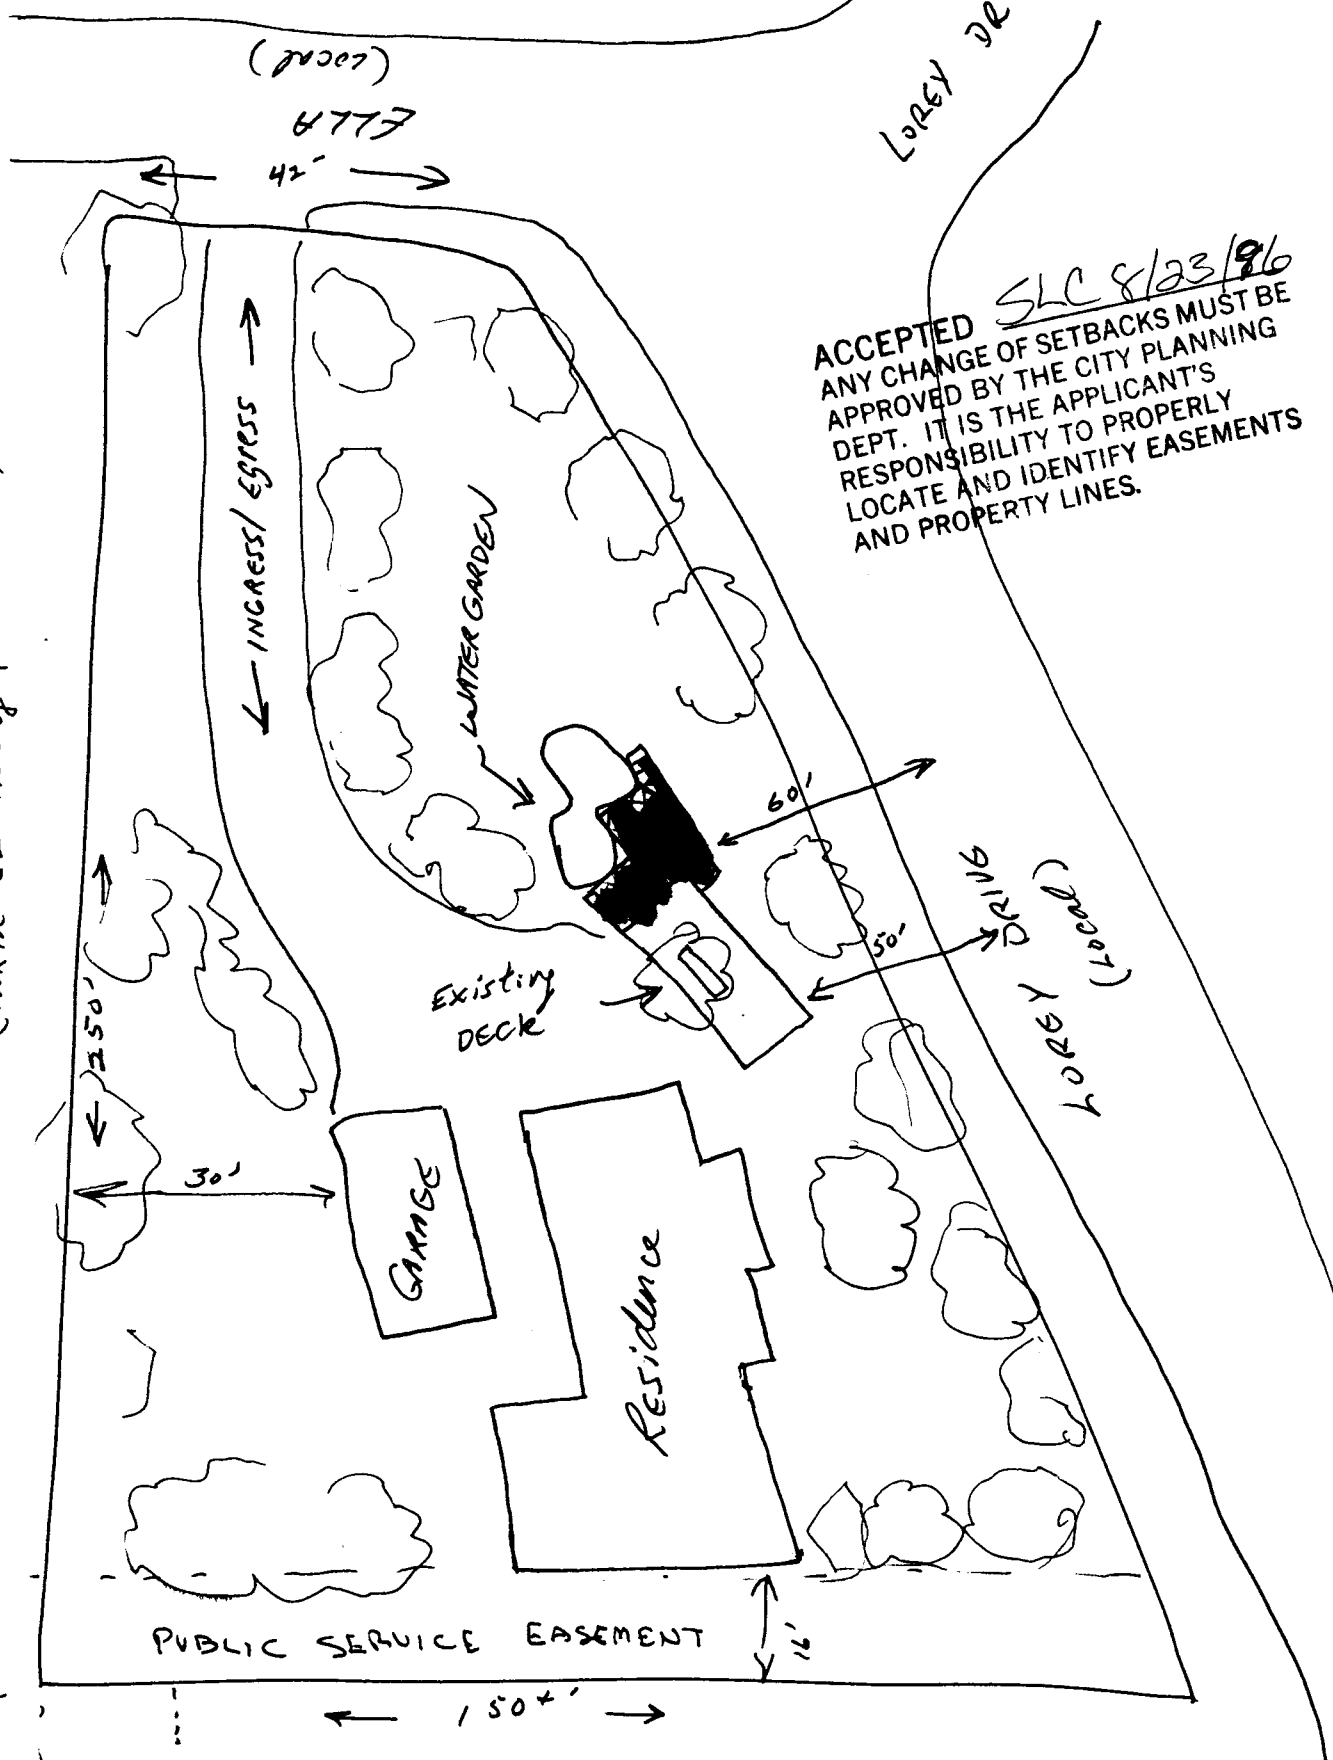 (Local)
ELLA
42'
LOREY DR
SLC 8/23/96
ACCEPTED
ANY CHANGE OF SETBACKS MUST BE
APPROVED BY THE CITY PLANNING
DEPT. IT IS THE APPLICANT'S
RESPONSIBILITY TO PROPERLY
LOCATE AND IDENTIFY EASEMENTS
AND PROPERTY LINES.
INGRESS/EGRESS
WATER GARDEN
60'
50'
LOREY DRIVE
(Local)
Existing
DECK
250'
30'
GARAGE
Residence
PUBLIC SERVICE EASEMENT
16'
150+'